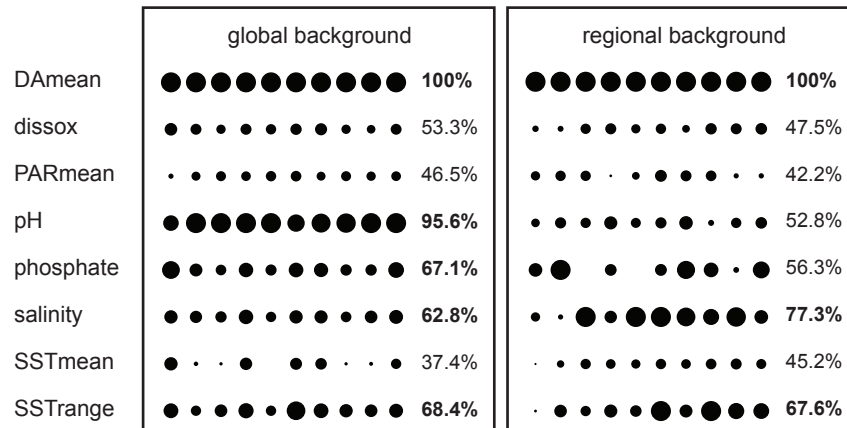 global background regional background
DAmean 100% 100%
dissox 53.3% 47.5%
PARmean 46.5% 42.2%
pH 95.6% 52.8%
phosphate 67.1% 56.3%
salinity 62.8% 77.3%
SSTmean 37.4% 45.2%
SSTrange 68.4% 67.6%